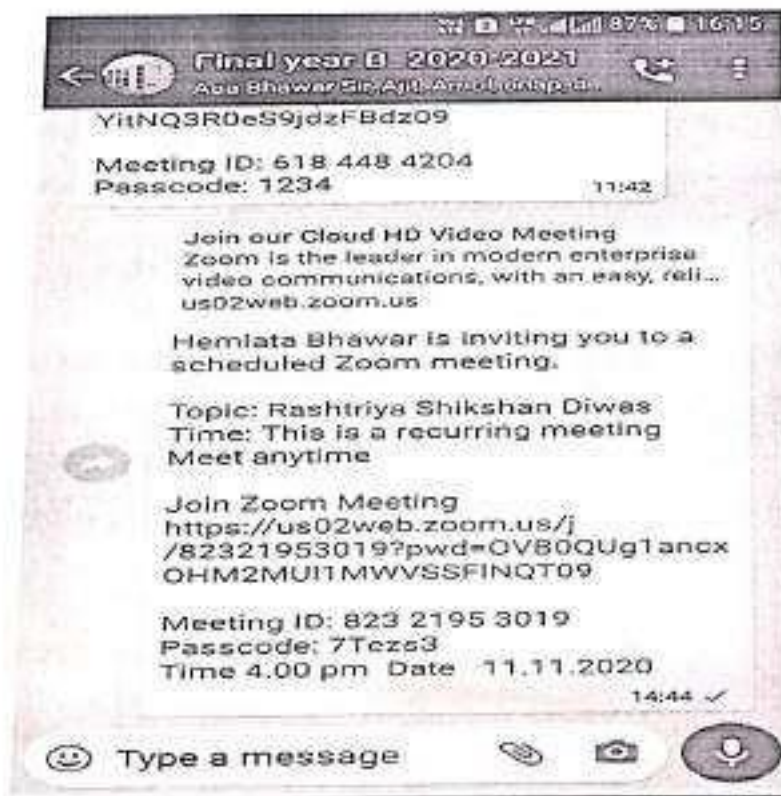 87% 16:15
Final year B 2020-2021
YitNQ3R0eS9jdzFBdz09
Meeting ID: 618 448 4204
Passcode: 1234
11:42
Join our Cloud HD Video Meeting
Zoom is the leader in modern enterprise
video communications, with an easy, reli...
us02web.zoom.us
Hemlata Bhawar is inviting you to a
scheduled Zoom meeting.
Topic: Rashtriya Shikshan Diwas
Time: This is a recurring meeting
Meet anytime
Join Zoom Meeting
https://us02web.zoom.us/j
/82321953019?pwd=OVB0QUg1ancx
OHM2MUI1MWVSSFlNQT09
Meeting ID: 823 2195 3019
Passcode: 7Tczs3
Time 4.00 pm Date 11.11.2020
14:44
Type a message